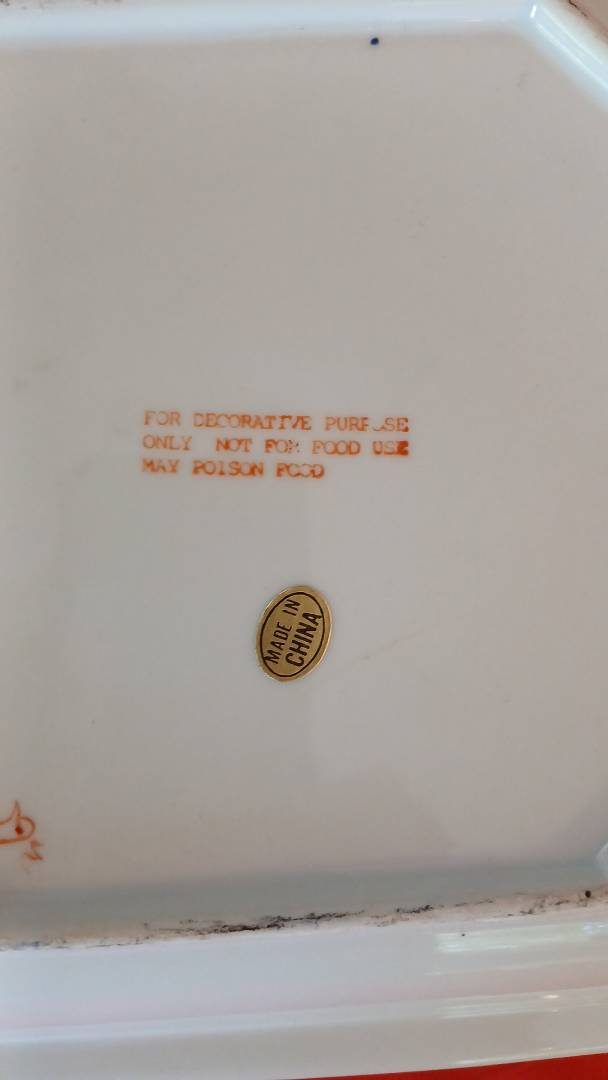 FOR DECORATIVE PURPOSE
ONLY NOT FOR FOOD USE
MAY POISON FOOD
MADE IN
CHINA